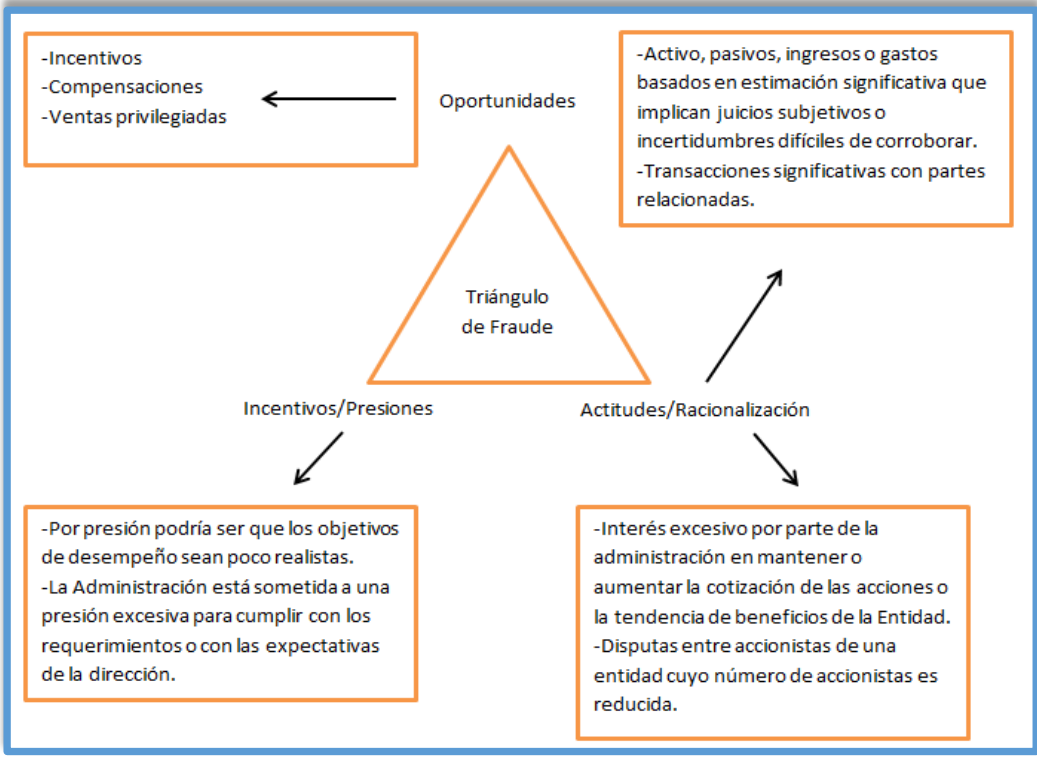 -Incentivos
-Compensaciones
-Ventas privilegiadas
Oportunidades
-Activo, pasivos, ingresos o gastos
basados en estimación significativa que
implican juicios subjetivos o
incertidumbres difíciles de corroborar.
-Transacciones significativas con partes
relacionadas.
Triángulo
de Fraude
Incentivos/Presiones
Actitudes/Racionalización
-Por presión podría ser que los objetivos
de desempeño sean poco realistas.
-La Administración está sometida a una
presión excesiva para cumplir con los
requerimientos o con las expectativas
de la dirección.
-Interés excesivo por parte de la
administración en mantener o
aumentar la cotización de las acciones o
la tendencia de beneficios de la Entidad.
-Disputas entre accionistas de una
entidad cuyo número de accionistas es
reducida.